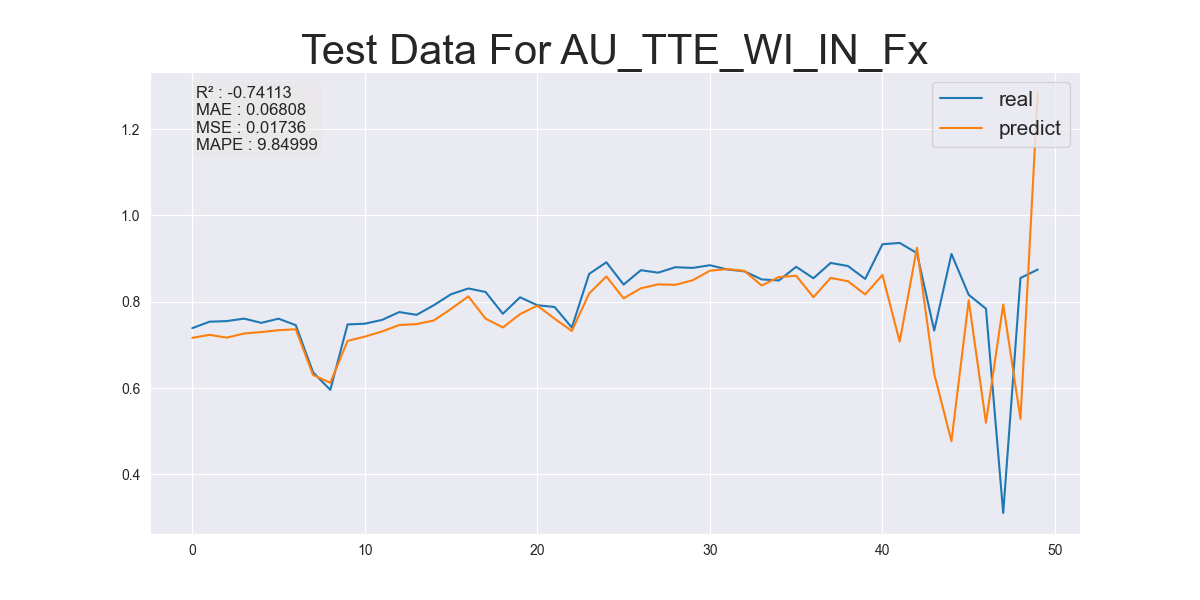 Test Data For AU_TTE_WI_IN_Fx
R² : -0.74113
MAE : 0.06808
MSE : 0.01736
MAPE : 9.84999
real
predict
1.2
1.0
0.8
0.6
0.4
0 10 20 30 40 50